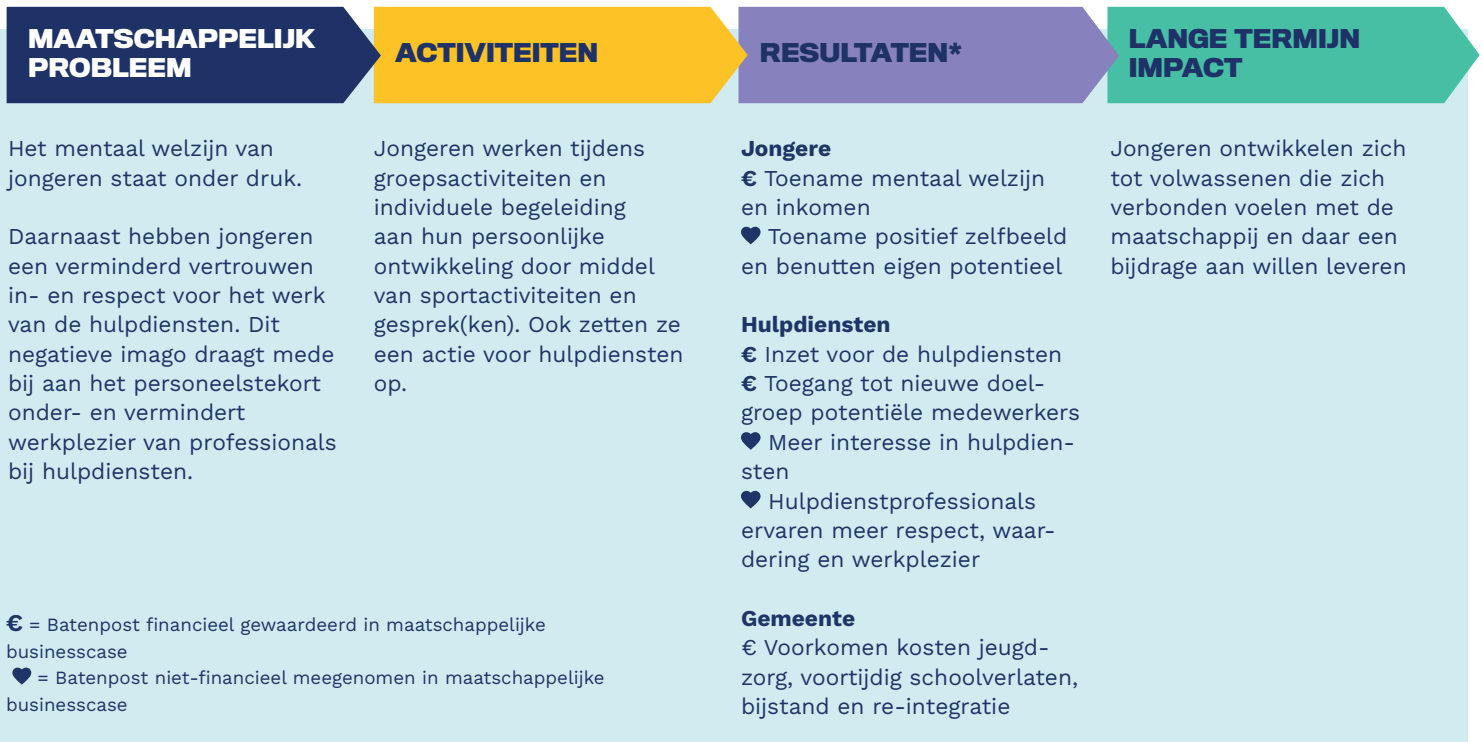 MAATSCHAPPELIJK
PROBLEEM
ACTIVITEITEN
RESULTATEN*
LANGE TERMIJN
IMPACT
Het mentaal welzijn van
jongeren staat onder druk.
Daarnaast hebben jongeren
een verminderd vertrouwen
in- en respect voor het werk
van de hulpdiensten. Dit
negatieve imago draagt mede
bij aan het personeelstekort
onder- en vermindert
werkplezier van professionals
bij hulpdiensten.
Jongeren werken tijdens
groepsactiviteiten en
individuele begeleiding
aan hun persoonlijke
ontwikkeling door middel
van sportactiviteiten en
gesprek(ken). Ook zetten ze
een actie voor hulpdiensten
op.
Jongere
€ Toename mentaal welzijn
en inkomen
♥ Toename positief zelfbeeld
en benutten eigen potentieel
Hulpdiensten
€ Inzet voor de hulpdiensten
€ Toegang tot nieuwe doel-
groep potentiële medewerkers
♥ Meer interesse in hulpdien-
sten
♥ Hulpdienstprofessionals
ervaren meer respect, waar-
dering en werkplezier
Gemeente
€ Voorkomen kosten jeugd-
zorg, voortijdig schoolverlaten,
bijstand en re-integratie
Jongeren ontwikkelen zich
tot volwassenen die zich
verbonden voelen met de
maatschappij en daar een
bijdrage aan willen leveren
€ = Batenpost financieel gewaardeerd in maatschappelijke
businesscase
♥ = Batenpost niet-financieel meegenomen in maatschappelijke
businesscase